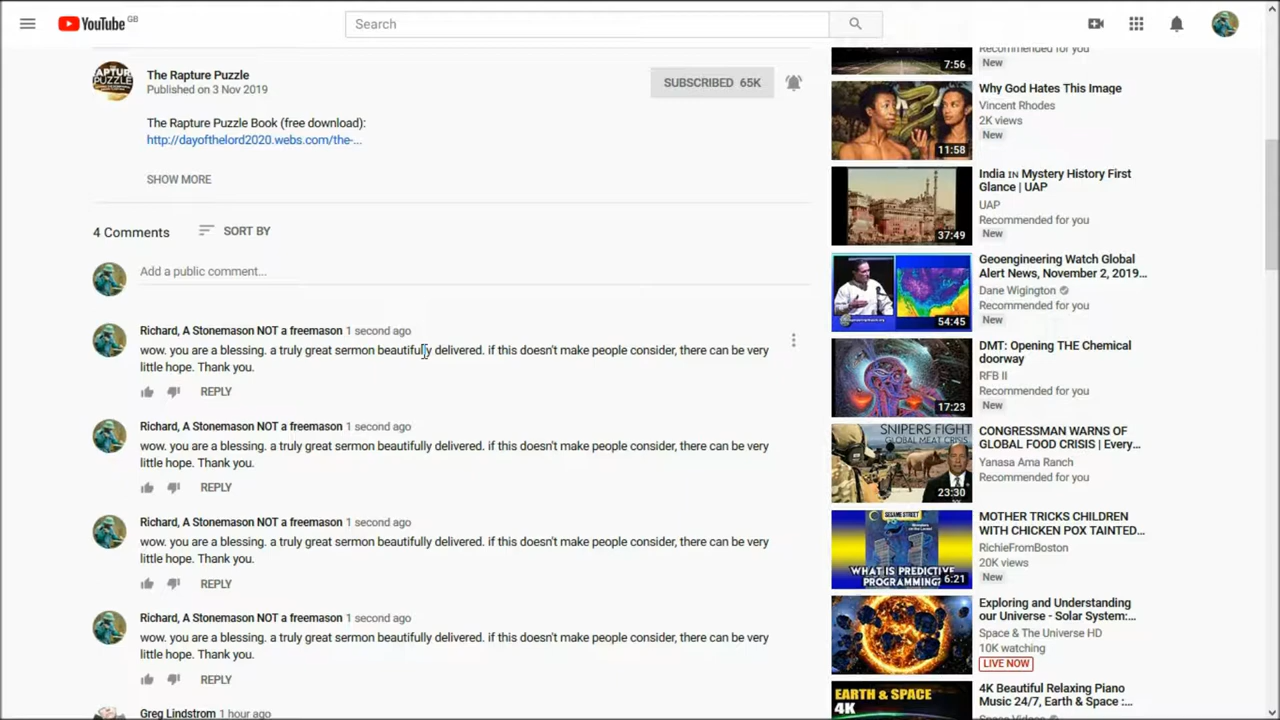 YouTube GB
Search
The Rapture Puzzle
Published on 3 Nov 2019
SUBSCRIBED 65K
The Rapture Puzzle Book (free download):
http://dayofthelord2020.webs.com/the-...
SHOW MORE
4 Comments
SORT BY
Add a public comment...
Richard, A Stonemason NOT a freemason 1 second ago
wow. you are a blessing. a truly great sermon beautifully delivered. if this doesn't make people consider, there can be very
little hope. Thank you.
REPLY
Richard, A Stonemason NOT a freemason 1 second ago
wow. you are a blessing. a truly great sermon beautifully delivered. if this doesn't make people consider, there can be very
little hope. Thank you.
REPLY
Richard, A Stonemason NOT a freemason 1 second ago
wow. you are a blessing. a truly great sermon beautifully delivered. if this doesn't make people consider, there can be very
little hope. Thank you.
REPLY
Richard, A Stonemason NOT a freemason 1 second ago
wow. you are a blessing. a truly great sermon beautifully delivered. if this doesn't make people consider, there can be very
little hope. Thank you.
REPLY
Greg Lindstrom 1 hour ago
Recommended for you
New
7:56
Why God Hates This Image
Vincent Rhodes
2K views
New
11:58
India IN Mystery History First
Glance | UAP
UAP
Recommended for you
New
37:49
Geoengineering Watch Global
Alert News, November 2, 2019...
Dane Wigington
Recommended for you
New
54:45
DMT: Opening THE Chemical
doorway
RFB II
Recommended for you
New
17:23
SNIPERS FIGHT
GLOBAL MEAT CRISIS
23:30
CONGRESSMAN WARNS OF
GLOBAL FOOD CRISIS | Every...
Yanasa Ama Ranch
Recommended for you
SESAME STREET
WHAT IS PREDICTIVE
PROGRAMMING?
6:21
MOTHER TRICKS CHILDREN
WITH CHICKEN POX TAINTED...
RichieFromBoston
20K views
New
Exploring and Understanding
our Universe - Solar System:...
Space & The Universe HD
10K watching
LIVE NOW
EARTH & SPACE
4K
4K Beautiful Relaxing Piano
Music 24/7, Earth & Space :...